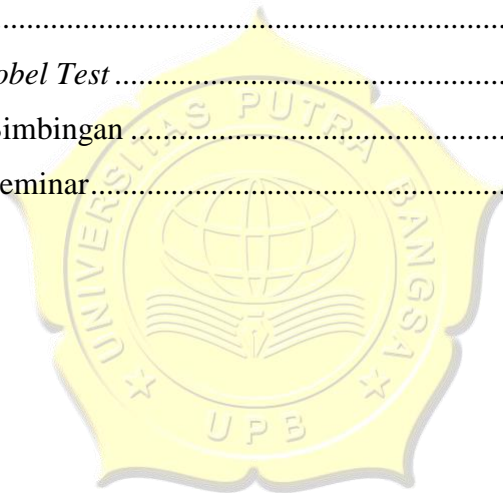 ...............................................................
obel Test .......................................................
imbingan .....................................................
eminar..........................................................
UNIVERSITAS PUTRA BANGSA
UPB